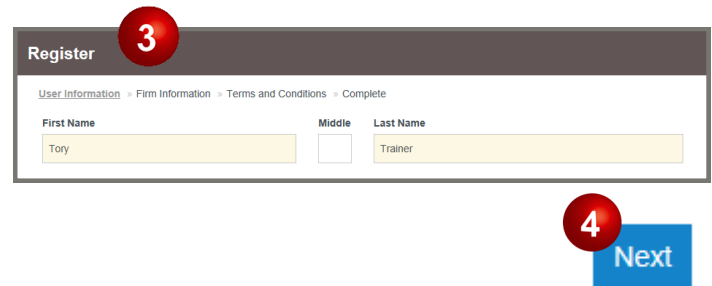 3
Register
User Information » Firm Information » Terms and Conditions » Complete
First Name Middle Last Name
Tory Trainer
4
Next